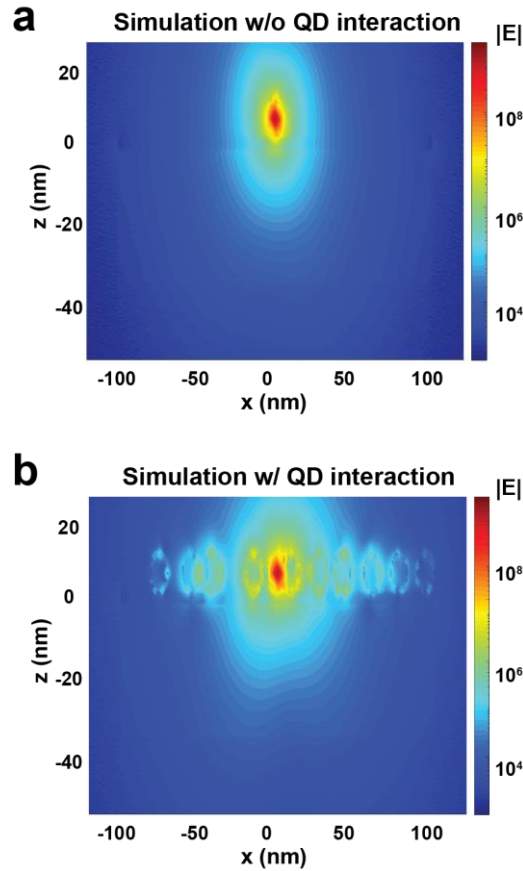 a
Simulation w/o QD interaction
|E|
20
0
-20
-40
z (nm)
10⁸
10⁶
10⁴
-100 -50 0 50 100
x (nm)
b
Simulation w/ QD interaction
|E|
20
0
-20
-40
z (nm)
10⁸
10⁶
10⁴
-100 -50 0 50 100
x (nm)